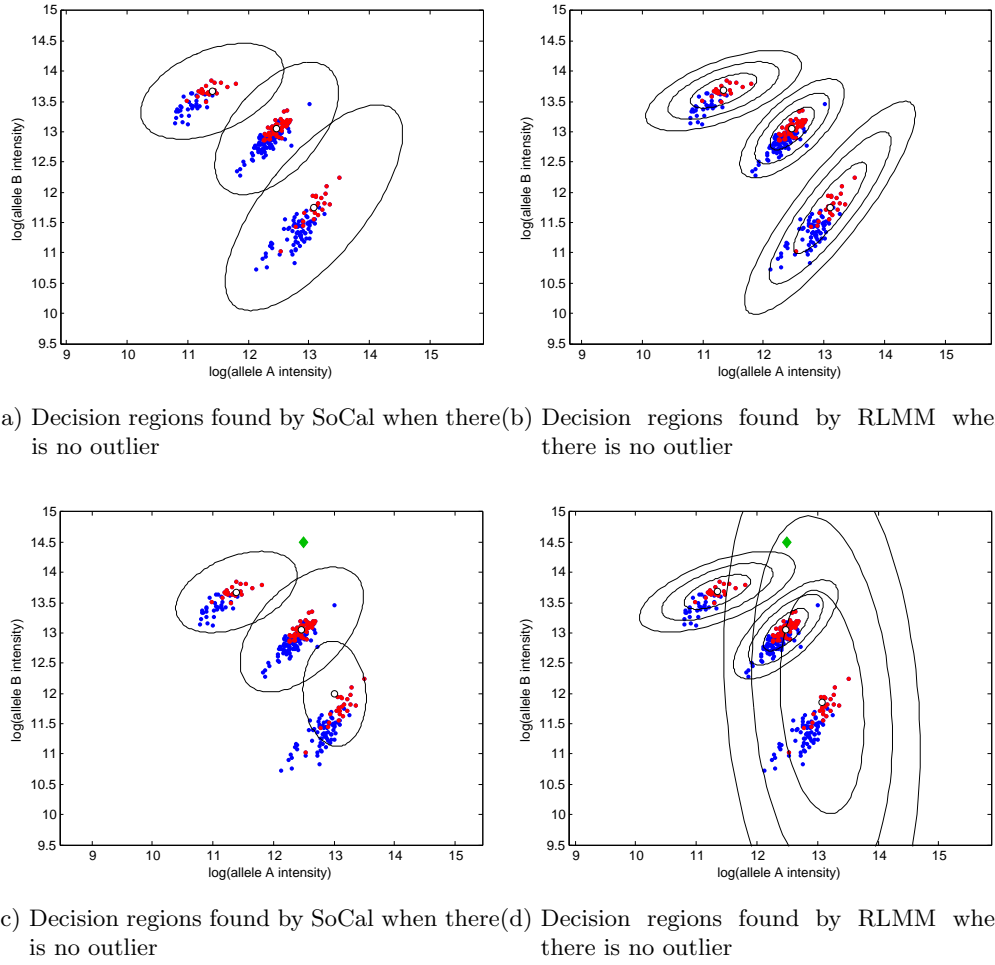 15
14.5
14
13.5
13
12.5
12
11.5
11
10.5
10
9.5
log(allele B intensity)
9 10 11 12 13 14 15
log(allele A intensity)
15
14.5
14
13.5
13
12.5
12
11.5
11
10.5
10
9.5
log(allele B intensity)
9 10 11 12 13 14 15
log(allele A intensity)
a) Decision regions found by SoCal when there
is no outlier
(b) Decision regions found by RLMM whe
there is no outlier
15
14.5
14
13.5
13
12.5
12
11.5
11
10.5
10
9.5
log(allele B intensity)
9 10 11 12 13 14 15
log(allele A intensity)
15
14.5
14
13.5
13
12.5
12
11.5
11
10.5
10
9.5
log(allele B intensity)
9 10 11 12 13 14 15
log(allele A intensity)
c) Decision regions found by SoCal when there
is no outlier
(d) Decision regions found by RLMM whe
there is no outlier